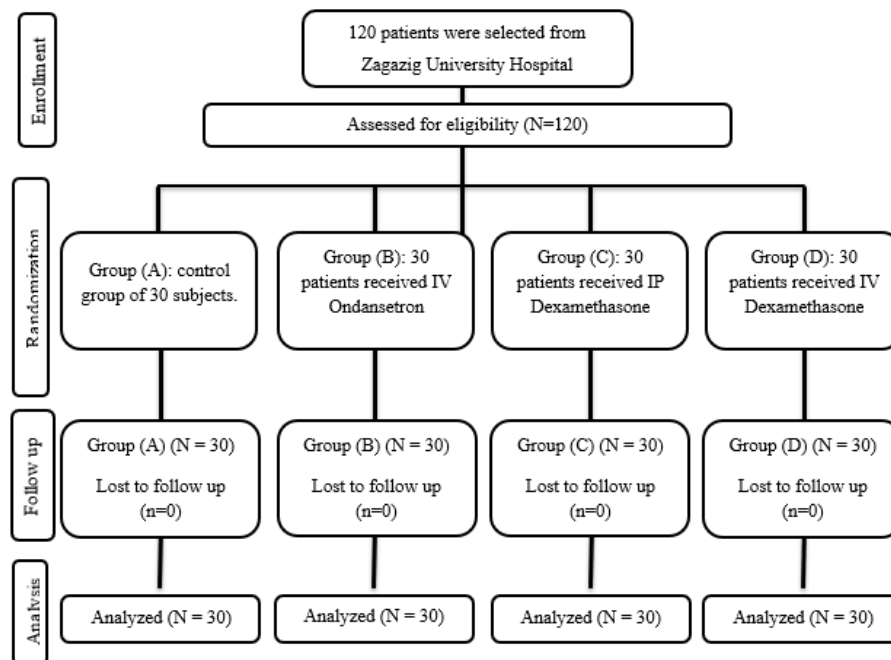 Enrollment
120 patients were selected from
Zagazig University Hospital
Assessed for eligibility (N=120)
Randomization
Group (A): control
group of 30 subjects.
Group (B): 30
patients received IV
Ondansetron
Group (C): 30
patients received IP
Dexamethasone
Group (D): 30
patients received IV
Dexamethasone
Follow up
Group (A) (N = 30)
Lost to follow up
(n=0)
Group (B) (N = 30)
Lost to follow up
(n=0)
Group (C) (N = 30)
Lost to follow up
(n=0)
Group (D) (N = 30)
Lost to follow up
(n=0)
Analysis
Analyzed (N = 30)
Analyzed (N = 30)
Analyzed (N = 30)
Analyzed (N = 30)